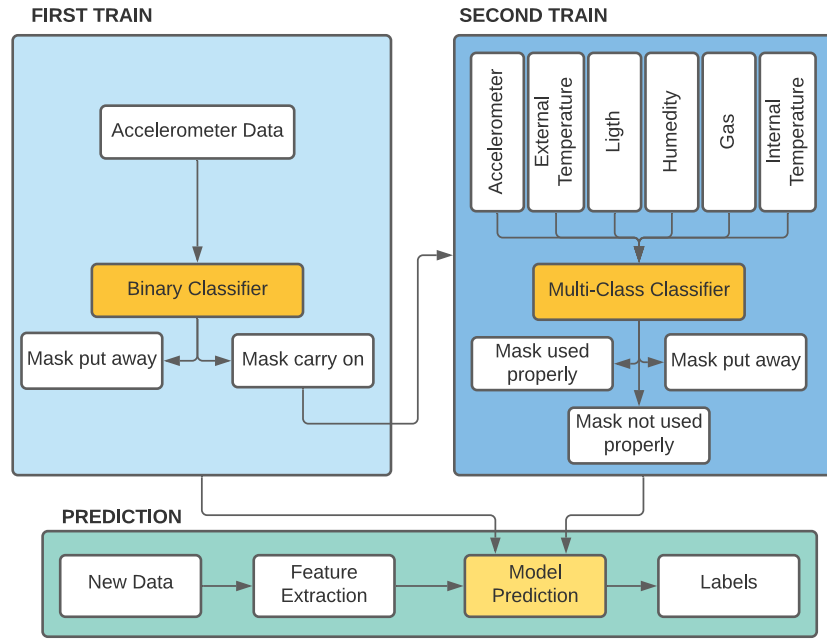 FIRST TRAIN
Accelerometer Data
Binary Classifier
Mask put away
Mask carry on
SECOND TRAIN
Accelerometer
External
Temperature
Ligth
Humedity
Gas
Internal
Temperature
Multi-Class Classifier
Mask used
properly
Mask put away
Mask not used
properly
PREDICTION
New Data
Feature
Extraction
Model
Prediction
Labels